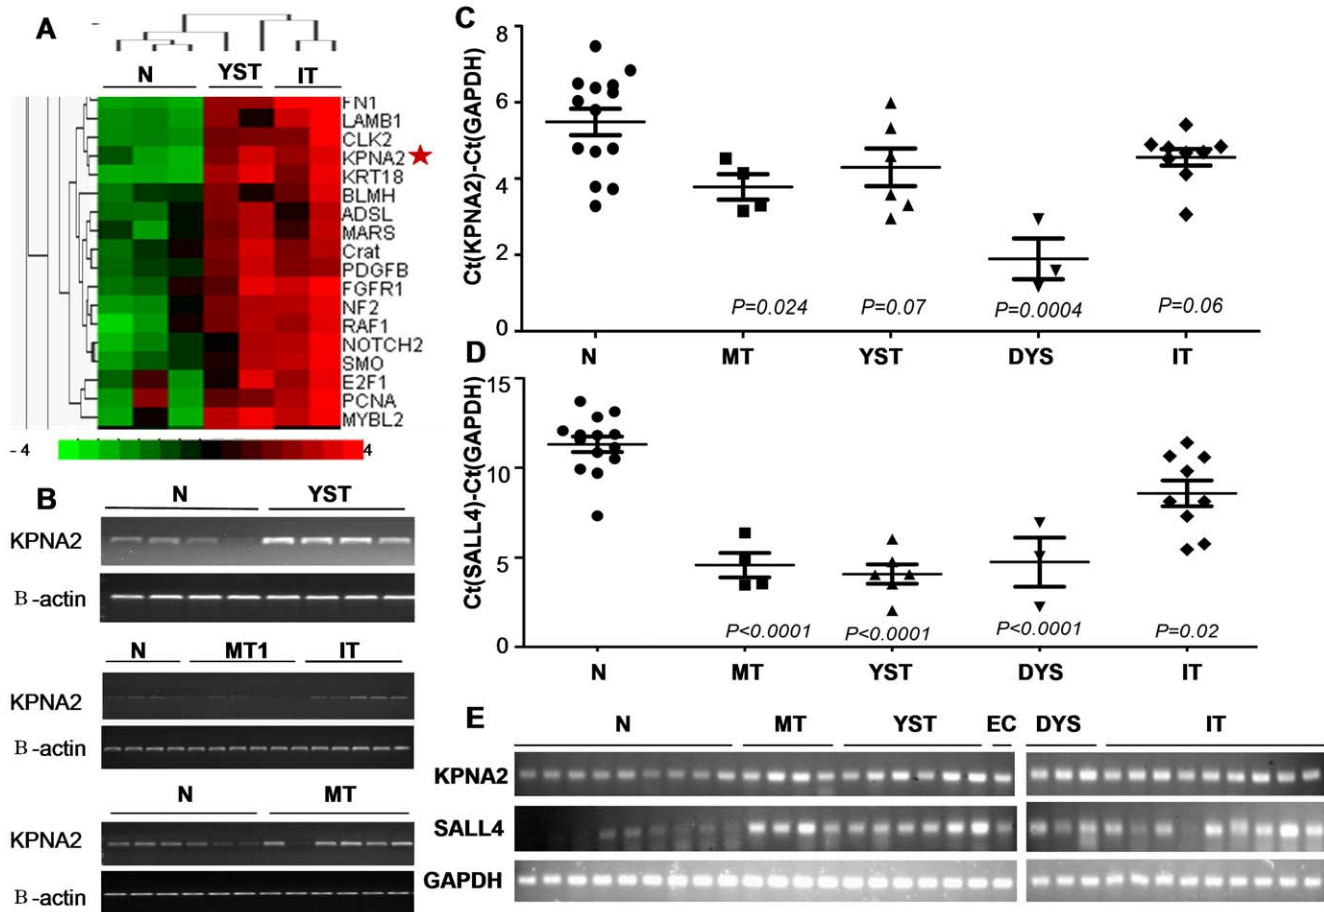 A
N YST IT
FN1
LAMB1
CLK2
KPNA2
KRT18
BLMH
ADSL
MARS
Crat
PDGFB
FGFR1
NF2
RAF1
NOTCH2
SMO
E2F1
PCNA
MYBL2
- 4 4
B
N YST
KPNA2
B-actin
N MT1 IT
KPNA2
B-actin
N MT
KPNA2
B-actin
C
Ct(KPNA2)-Ct(GAPDH)
8
6
4
2
0
P=0.024 P=0.07 P=0.0004 P=0.06
N MT YST DYS IT
D
Ct(SALL4)-Ct(GAPDH)
15
10
5
0
P<0.0001 P<0.0001 P<0.0001 P=0.02
N MT YST DYS IT
E
N MT YST EC DYS IT
KPNA2
SALL4
GAPDH